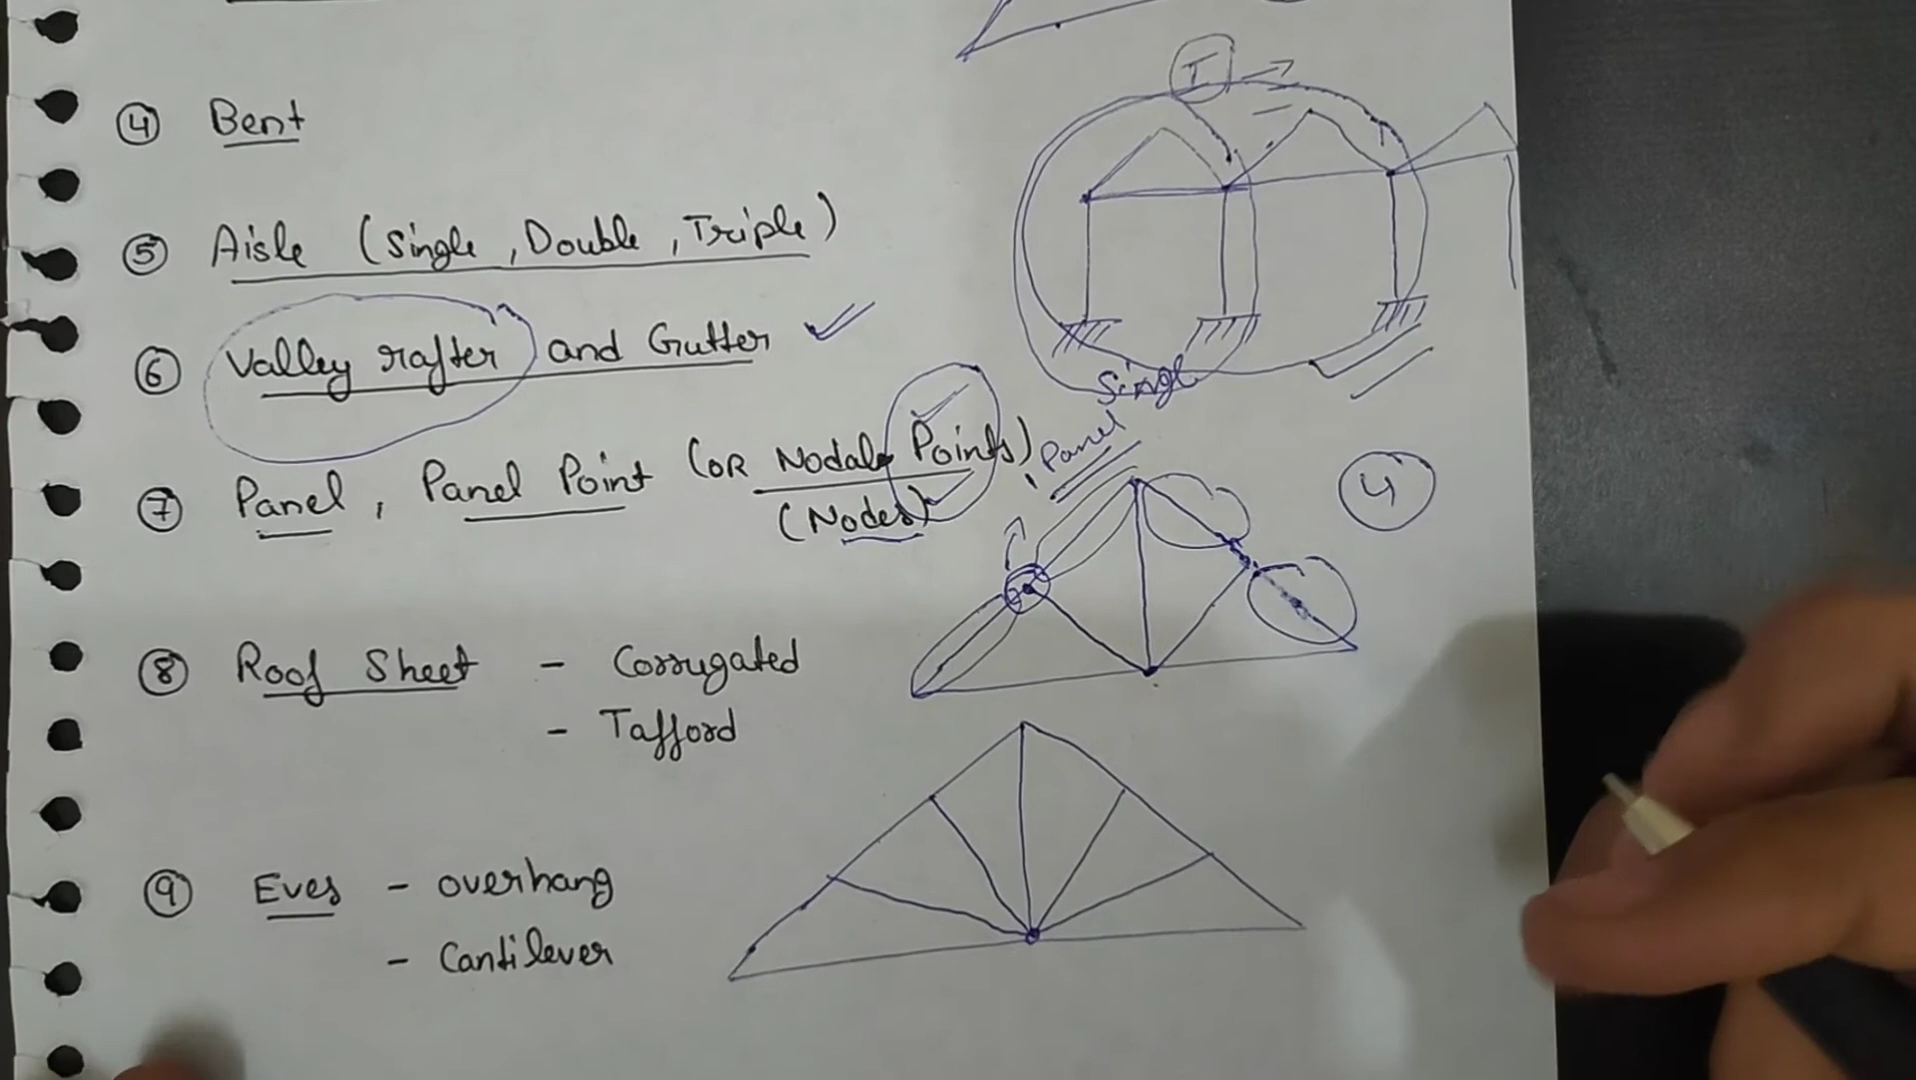 ④ Bent
T
⑤ Aisle (Single, Double, Triple)
⑥ Valley rafter and Gutter
Single
⑦ Panel, Panel Point (OR Nodal Points)
(Nodes)
Panel
4
⑧ Roof Sheet - Corrugated
- Tafford
⑨ Eves - overhang
- Cantilever